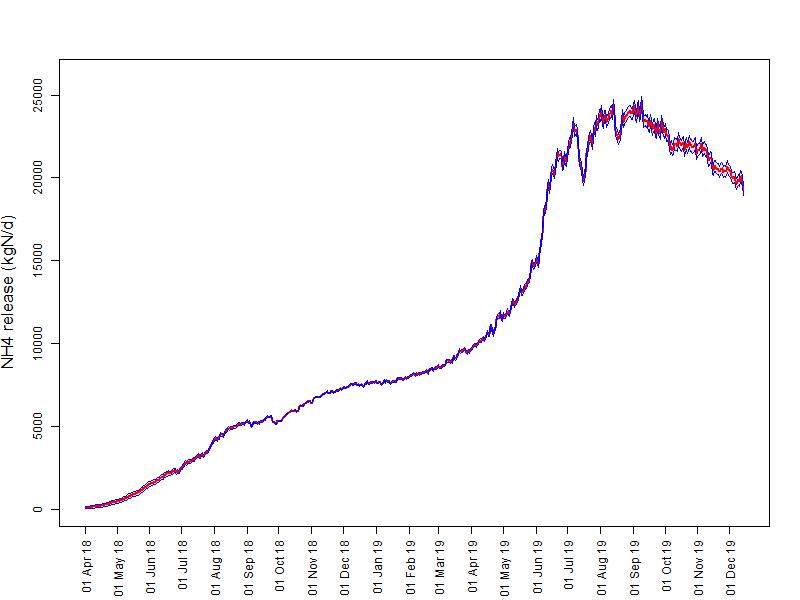 25000
20000
15000
10000
5000
0
NH4 release (kgN/d)
01 Apr 18
01 May 18
01 Jun 18
01 Jul 18
01 Aug 18
01 Sep 18
01 Oct 18
01 Nov 18
01 Dec 18
01 Jan 19
01 Feb 19
01 Mar 19
01 Apr 19
01 May 19
01 Jun 19
01 Jul 19
01 Aug 19
01 Sep 19
01 Oct 19
01 Nov 19
01 Dec 19